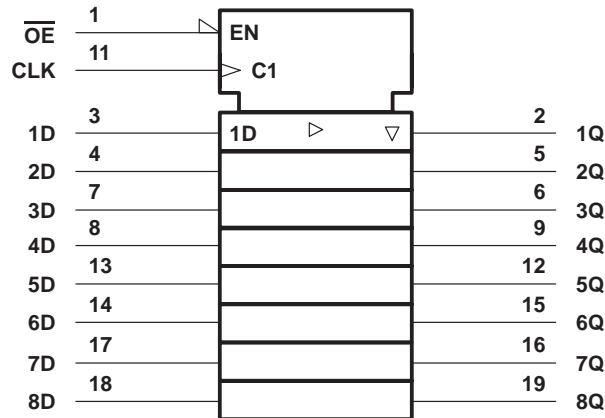 OE 1 EN
CLK 11 C1
1D 3 1D 2 1Q
2D 4 5 2Q
3D 7 6 3Q
4D 8 9 4Q
5D 13 12 5Q
6D 14 15 6Q
7D 17 16 7Q
8D 18 19 8Q